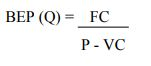 BEP (Q) = FC
P - VC